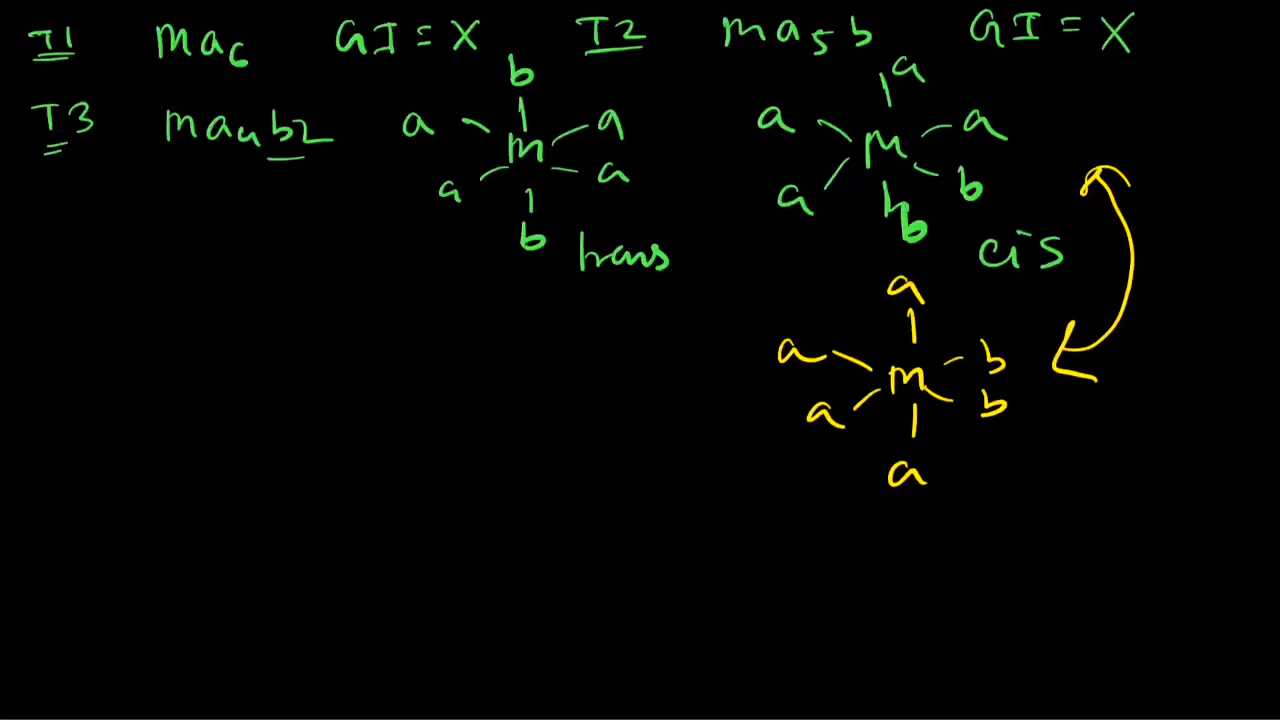 T1 Ma6 GI = X T2 Ma5b GI = X
T3 Ma4b2
b
a a
M
a a
b
trans
a
a a
M
a b
b
cis
a
a b
M
a b
a